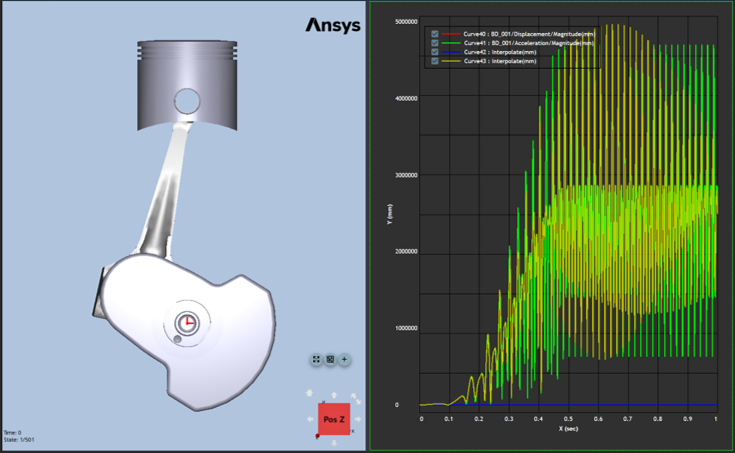 Ansys
Pos Z
Time: 0
State: 1/501
5000000
4000000
3000000
2000000
1000000
0
Y (mm)
Curve40 : BD_001/Displacement/Magnitude(mm)
Curve41 : BD_001/Acceleration/Magnitude(mm)
Curve42 : Interpolate(mm)
Curve43 : Interpolate(mm)
0 0.1 0.2 0.3 0.4 0.5 0.6 0.7 0.8 0.9 1
X (sec)